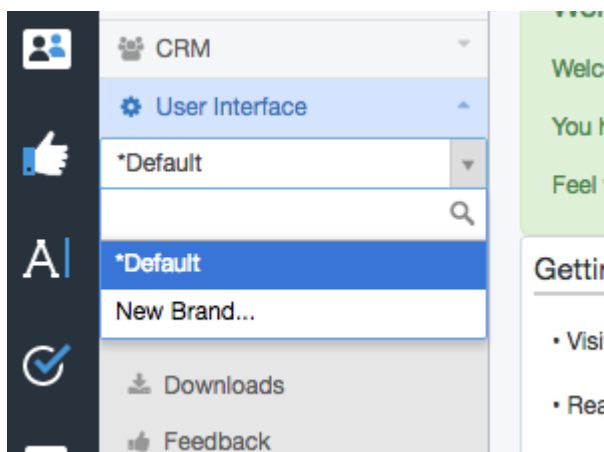 CRM
User Interface
*Default
*Default
New Brand...
Downloads
Feedback
Welc
You h
Feel
Gettin
• Visi
• Rea